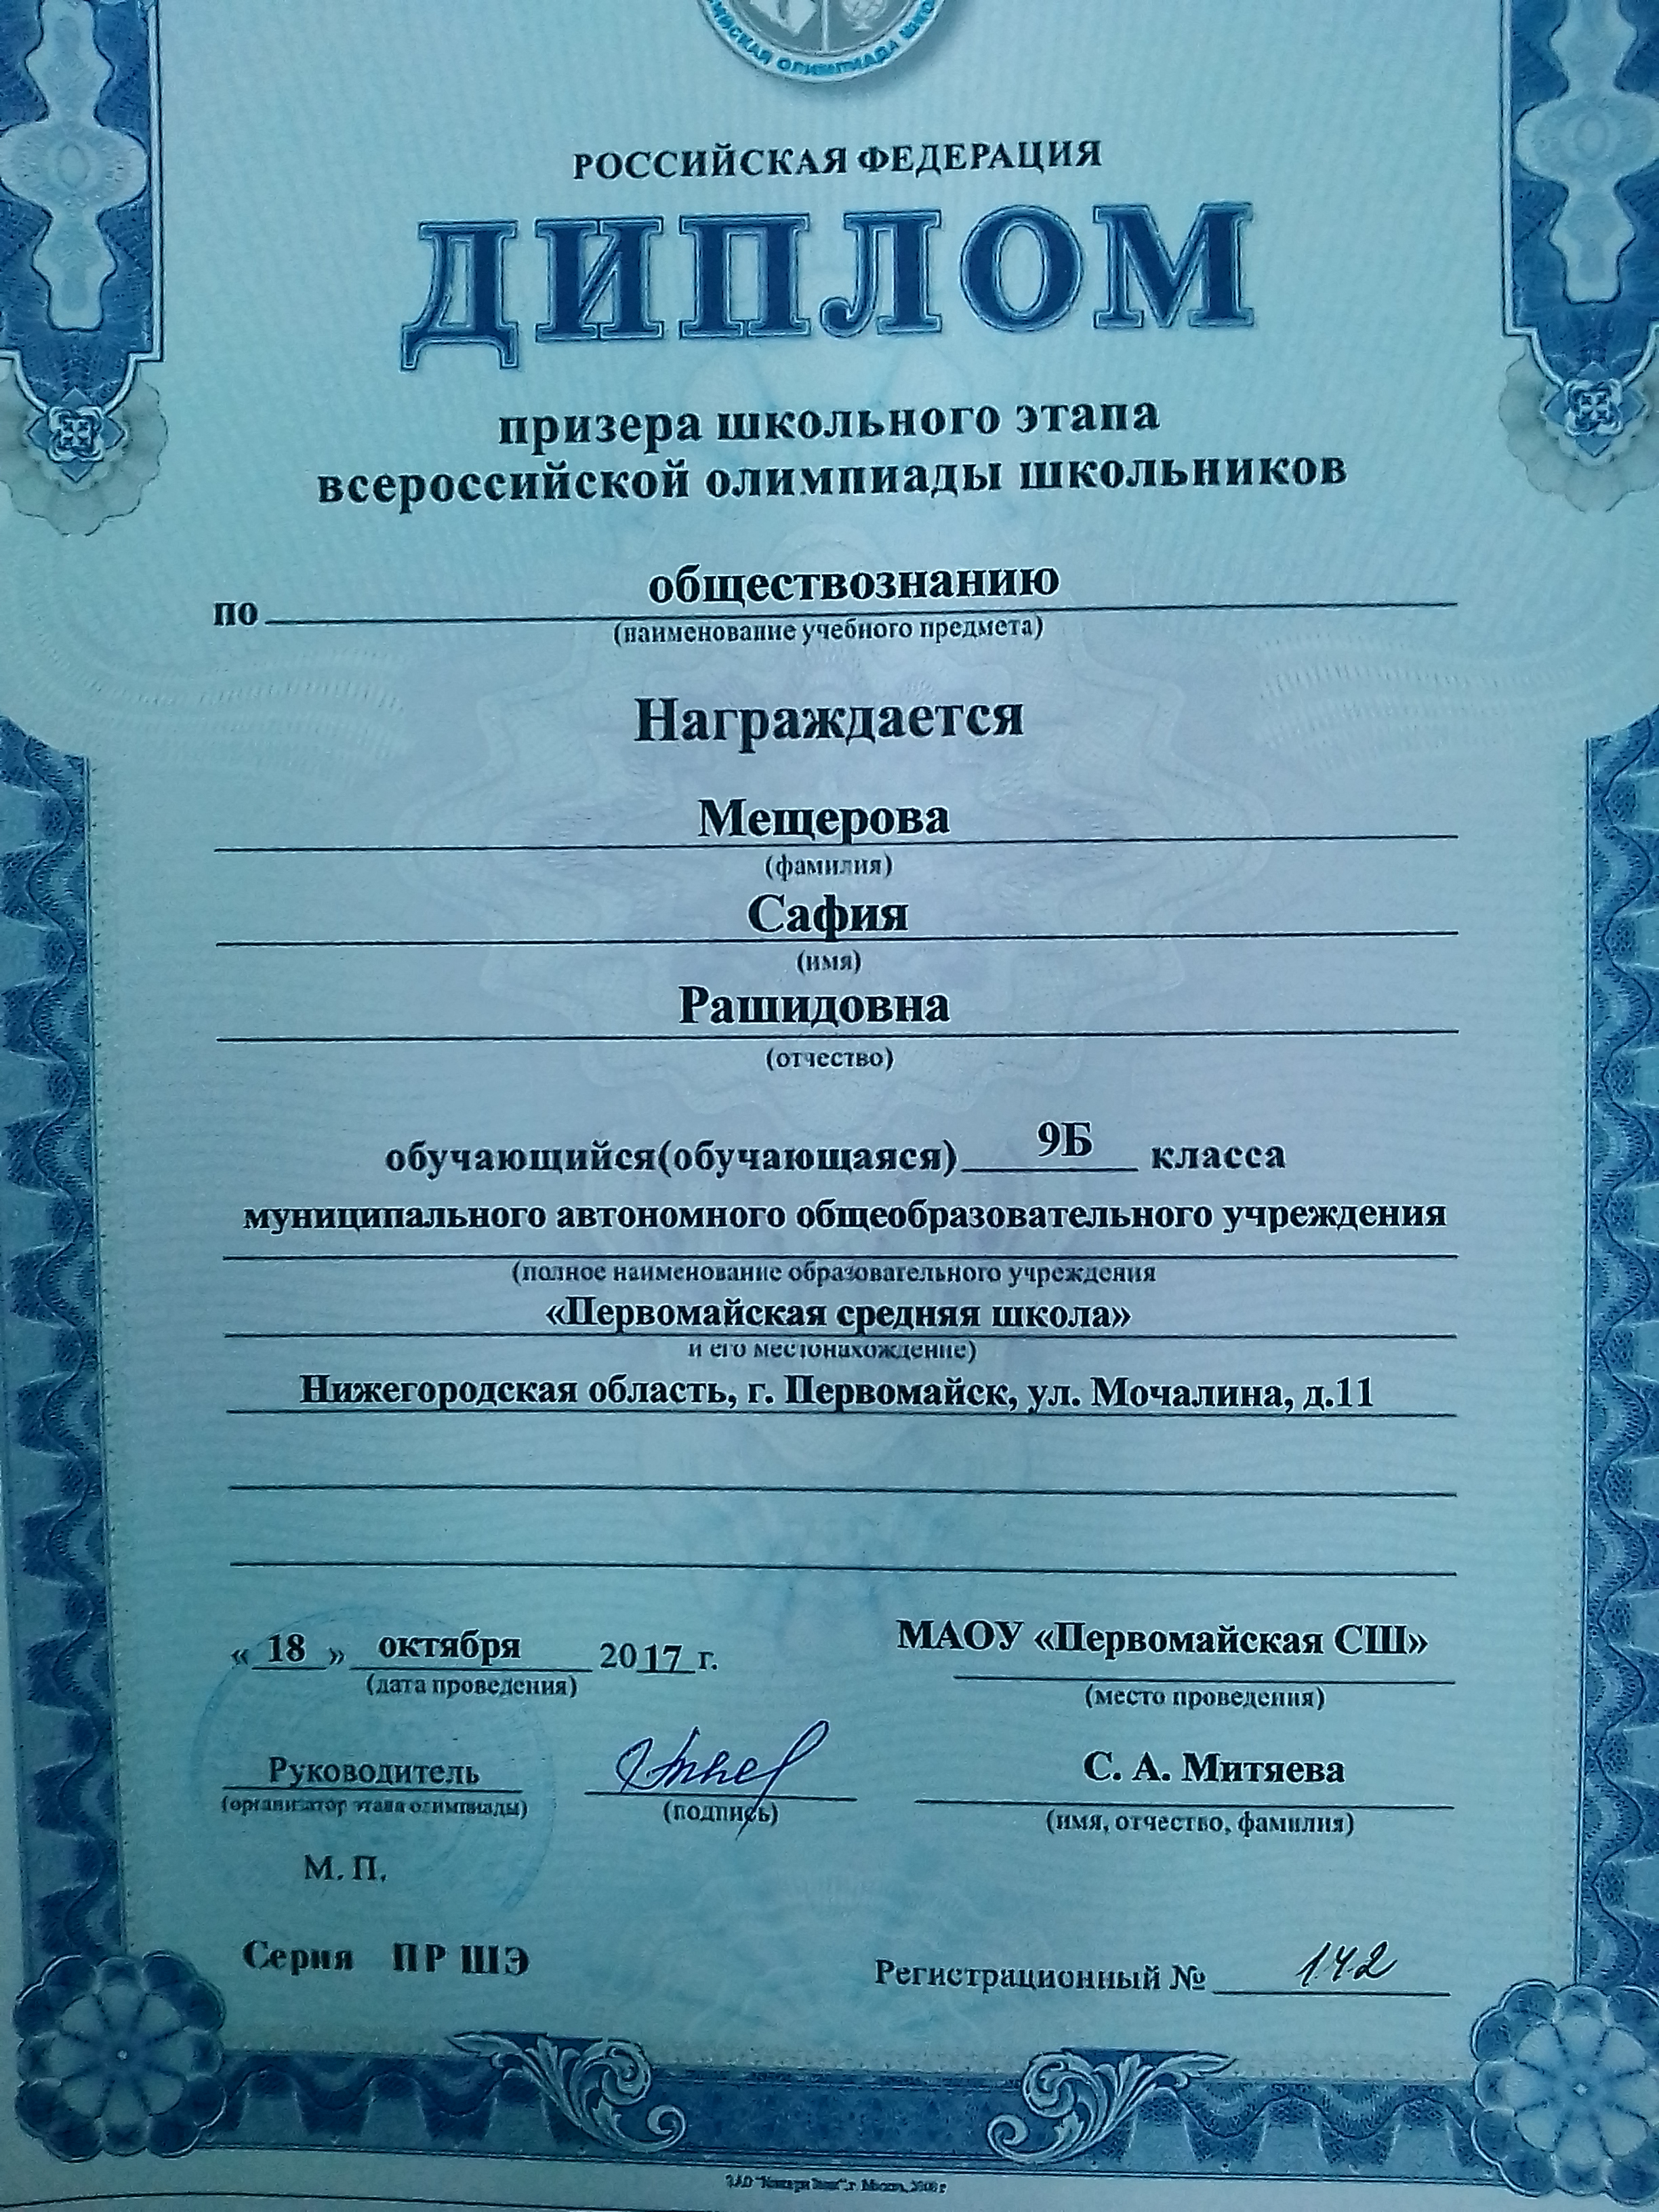 ОЛИМПИАДА
РОССИЙСКАЯ ФЕДЕРАЦИЯ
ДИПЛОМ
призера школьного этапа
всероссийской олимпиады школьников
по обществознанию
(наименование учебного предмета)
Награждается
Мещерова
(фамилия)
Сафия
(имя)
Рашидовна
(отчество)
обучающийся(обучающаяся) 9Б класса
муниципального автономного общеобразовательного учреждения
(полное наименование образовательного учреждения
«Первомайская средняя школа»
и его местонахождение)
Нижегородская область, г. Первомайск, ул. Мочалина, д.11
« 18 » октября 2017 г. МАОУ «Первомайская СШ»
(дата проведения) (место проведения)
Руководитель С. А. Митяева
(организатор этапа олимпиады) (подпись) (имя, отчество, фамилия)
М. П.
Серия ПР ШЭ Регистрационный № 142